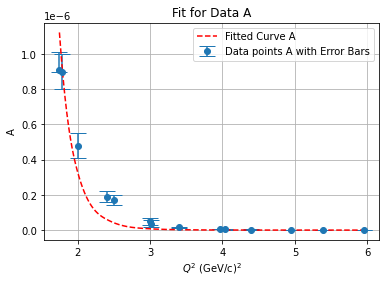 Fit for Data A
1e−6
Fitted Curve A
Data points A with Error Bars
1.0
0.8
0.6
0.4
0.2
0.0
A
2 3 4 5 6
Q² (GeV/c)²